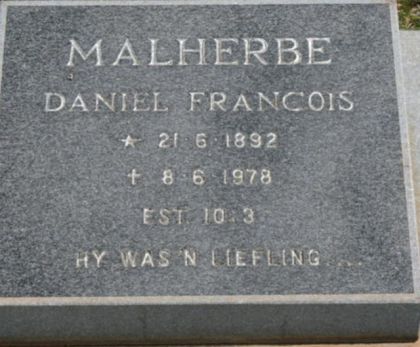 MALHERBE
DANIEL FRANCOIS
★ 21·6·1892
† 8·6·1978
EST. 10:3
HY WAS 'N LIEFLING....